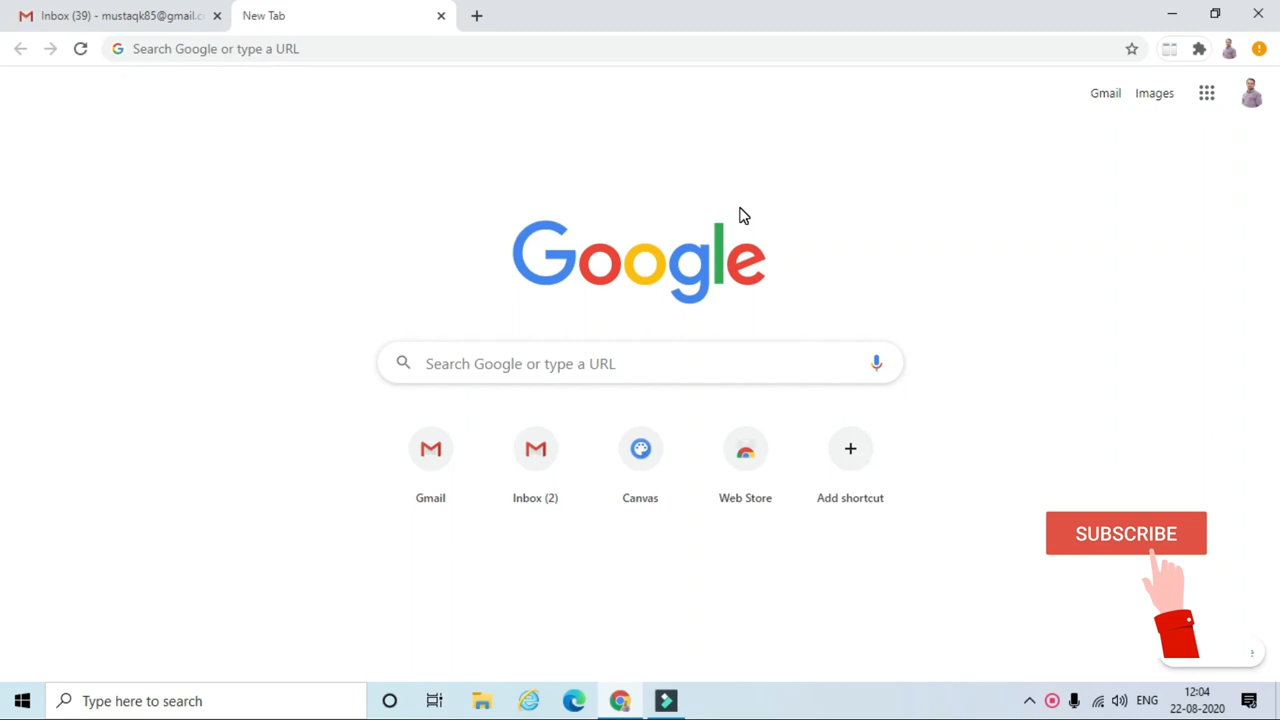 Inbox (39) - mustaqk85@gmail.c
New Tab
Search Google or type a URL
Gmail
Images
Google
Search Google or type a URL
Gmail
Inbox (2)
Canvas
Web Store
Add shortcut
SUBSCRIBE
e
Type here to search
ENG
12:04
22-08-2020